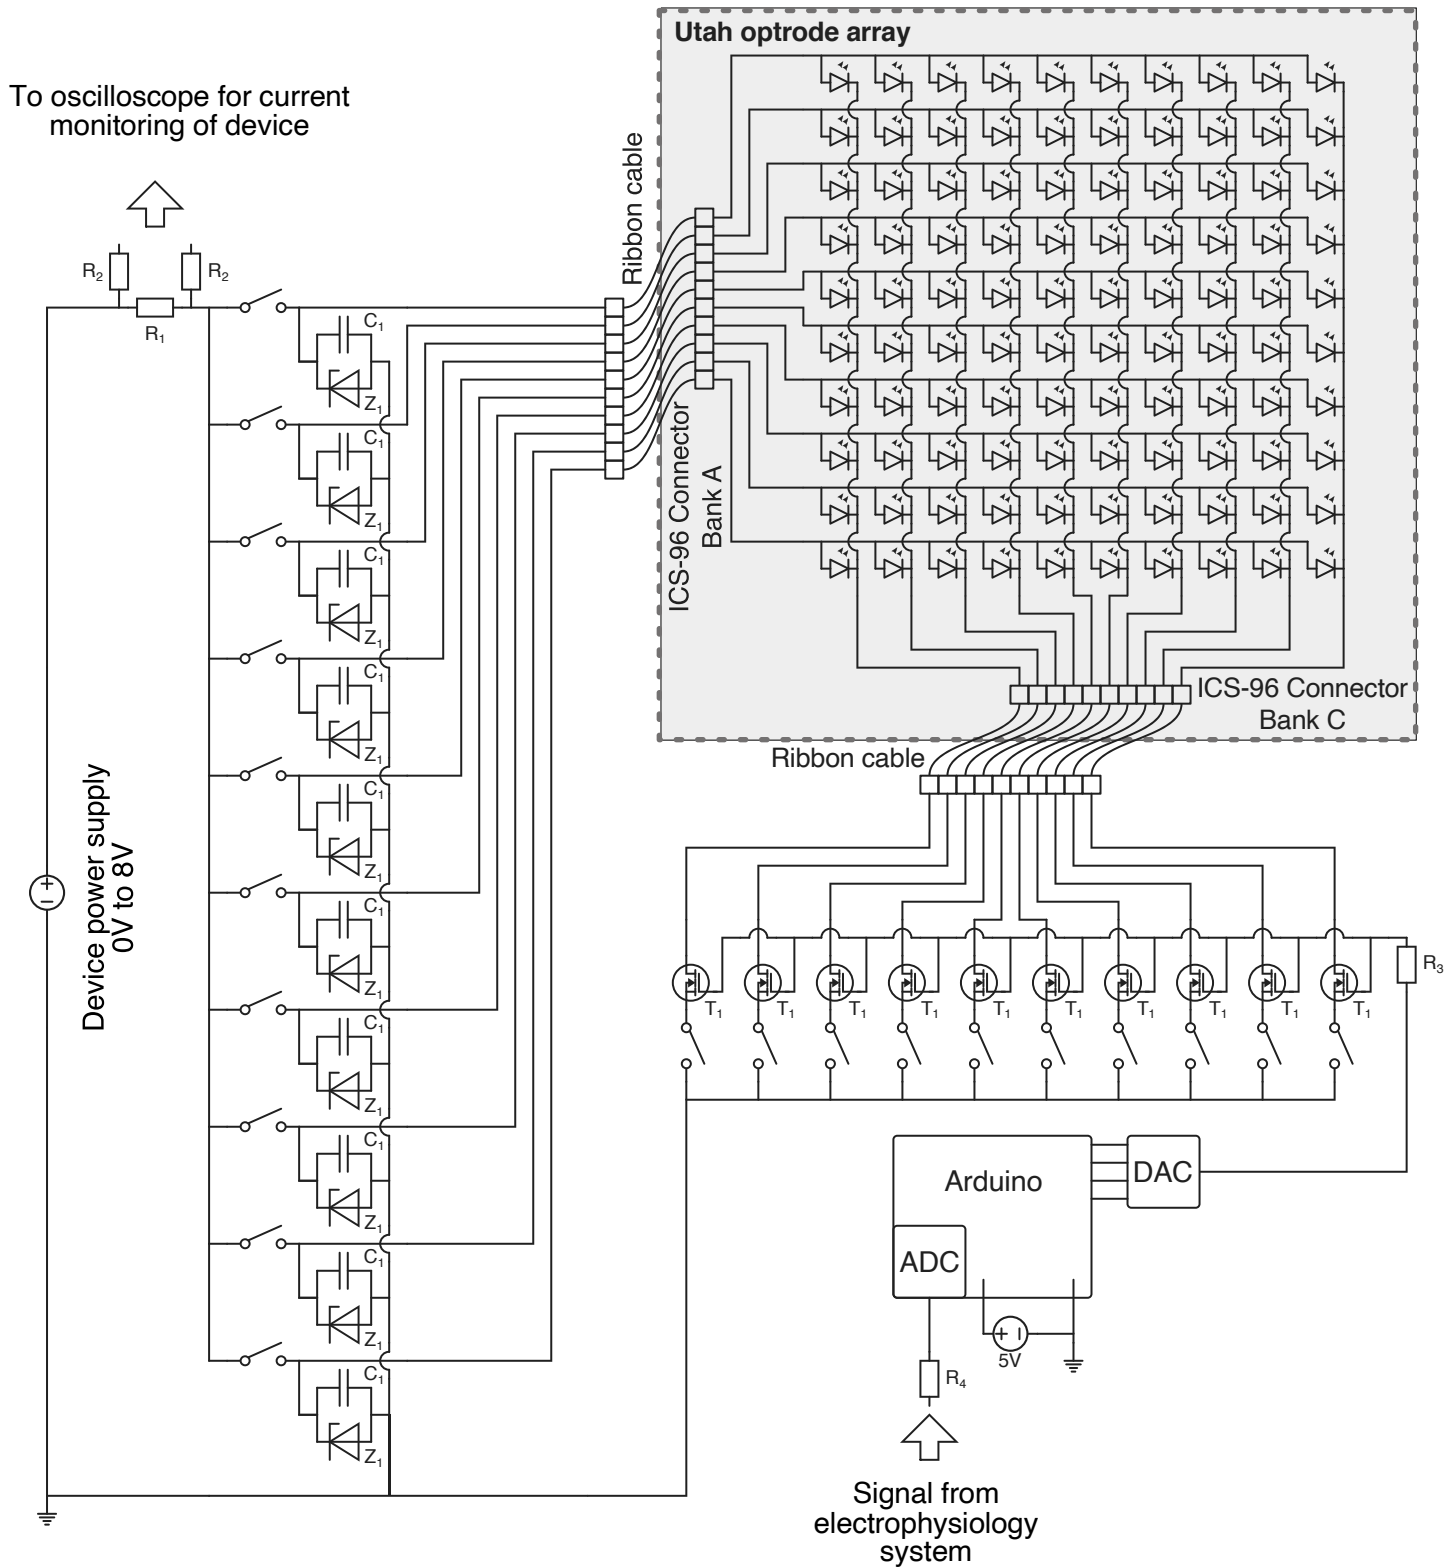 Utah optrode array
To oscilloscope for current
monitoring of device
Ribbon cable
R2
R2
R1
C1
Z1
C1
Z1
C1
Z1
C1
Z1
C1
Z1
C1
Z1
C1
Z1
C1
Z1
C1
Z1
C1
Z1
ICS-96 Connector
Bank A
ICS-96 Connector
Bank C
Ribbon cable
Device power supply
0V to 8V
+
R3
T1
T1
T1
T1
T1
T1
T1
T1
T1
T1
Arduino
DAC
ADC
+
5V
R4
Signal from
electrophysiology
system